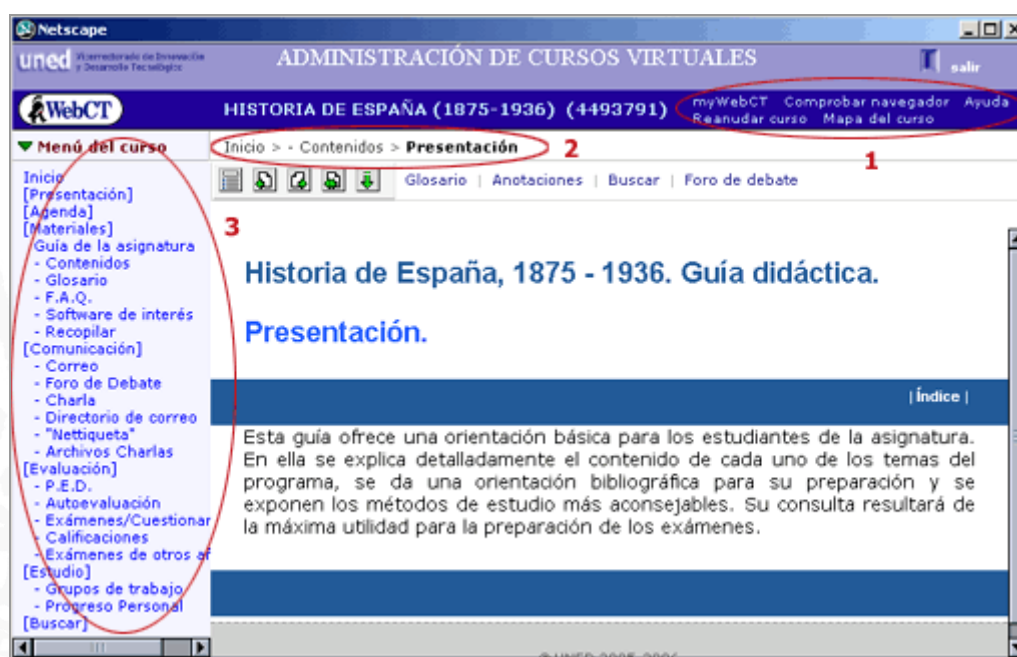 Netscape
uned Vicerrectorado de Innovación
y Desarrollo Tecnológico
ADMINISTRACIÓN DE CURSOS VIRTUALES
salir
WebCT
HISTORIA DE ESPAÑA (1875-1936) (4493791)
myWebCT Comprobar navegador Ayuda
Reanudar curso Mapa del curso
1
Menú del curso
Inicio > - Contenidos > Presentación
2
Glosario | Anotaciones | Buscar | Foro de debate
3
Inicio
[Presentación]
[Agenda]
[Materiales]
Guía de la asignatura
- Contenidos
- Glosario
- F.A.Q.
- Software de interés
- Recopilar
[Comunicación]
- Correo
- Foro de Debate
- Charla
- Directorio de correo
- "Nettiqueta"
- Archivos Charlas
[Evaluación]
- P.E.D.
- Autoevaluación
- Exámenes/Cuestionar
- Calificaciones
- Exámenes de otros
[Estudio]
- Grupos de trabajo
- Progreso Personal
[Buscar]
Historia de España, 1875 - 1936. Guía didáctica.
Presentación.
| Índice |
Esta guía ofrece una orientación básica para los estudiantes de la asignatura.
En ella se explica detalladamente el contenido de cada uno de los temas del
programa, se da una orientación bibliográfica para su preparación y se
exponen los métodos de estudio más aconsejables. Su consulta resultará de
la máxima utilidad para la preparación de los exámenes.
© UNED 2005-2006